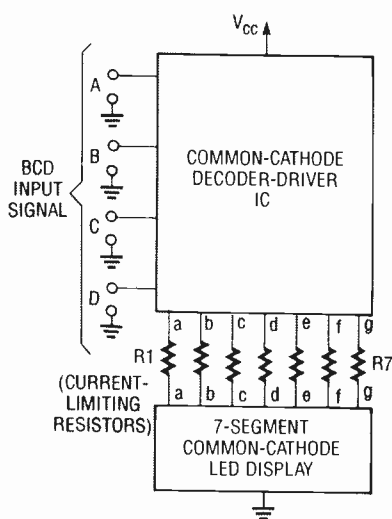 Vcc
A
B
C
D
BCD
INPUT
SIGNAL
COMMON-CATHODE
DECODER-DRIVER
IC
a b c d e f g
R1
R7
(CURRENT-
LIMITING
RESISTORS)
a b c d e f g
7-SEGMENT
COMMON-CATHODE
LED DISPLAY